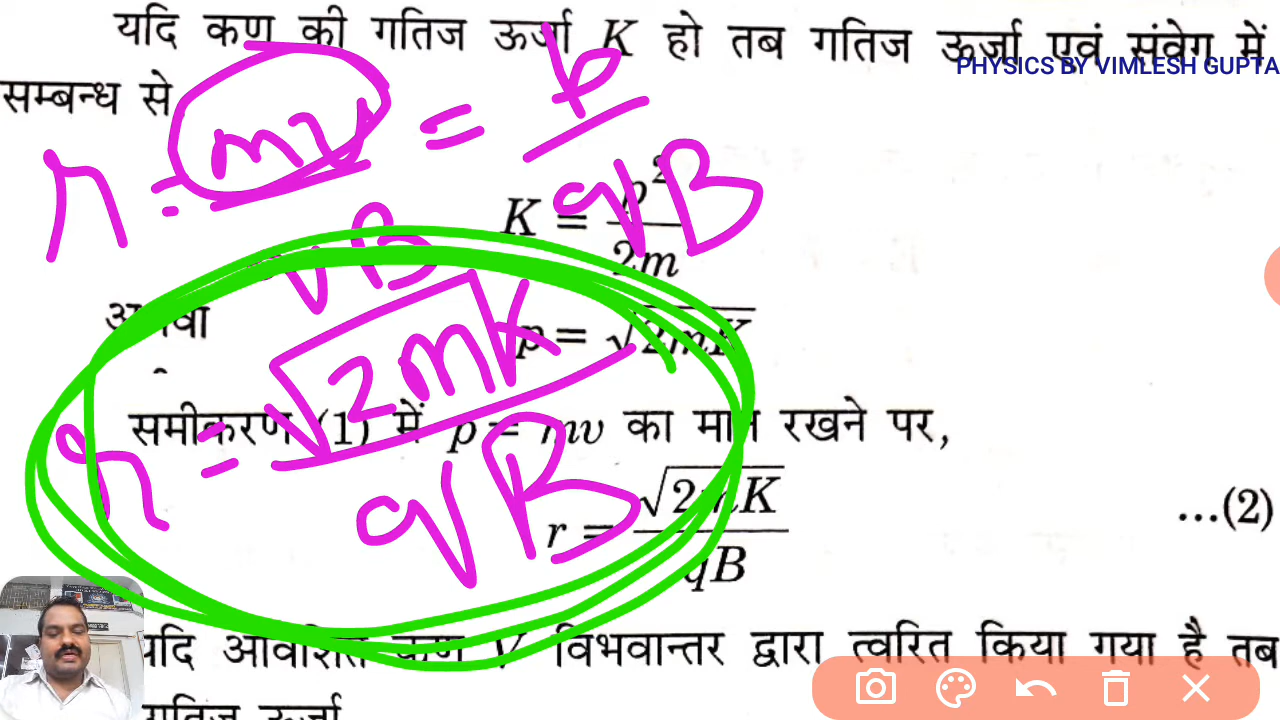 यदि कण की गतिज ऊर्जा K हो तब गतिज ऊर्जा एवं संवेग में
PHYSICS BY VIMLESH GUPTA
सम्बन्ध से
r = mv/qB = p/qB
K = p²/2m
p = √2mK
r = √2mK/qB
समीकरण (1) में p = mv का मान रखने पर,
r = √2mK/qB ...(2)
यदि आवेशित कण V विभवान्तर द्वारा त्वरित किया गया है तब
गतिज ऊर्जा